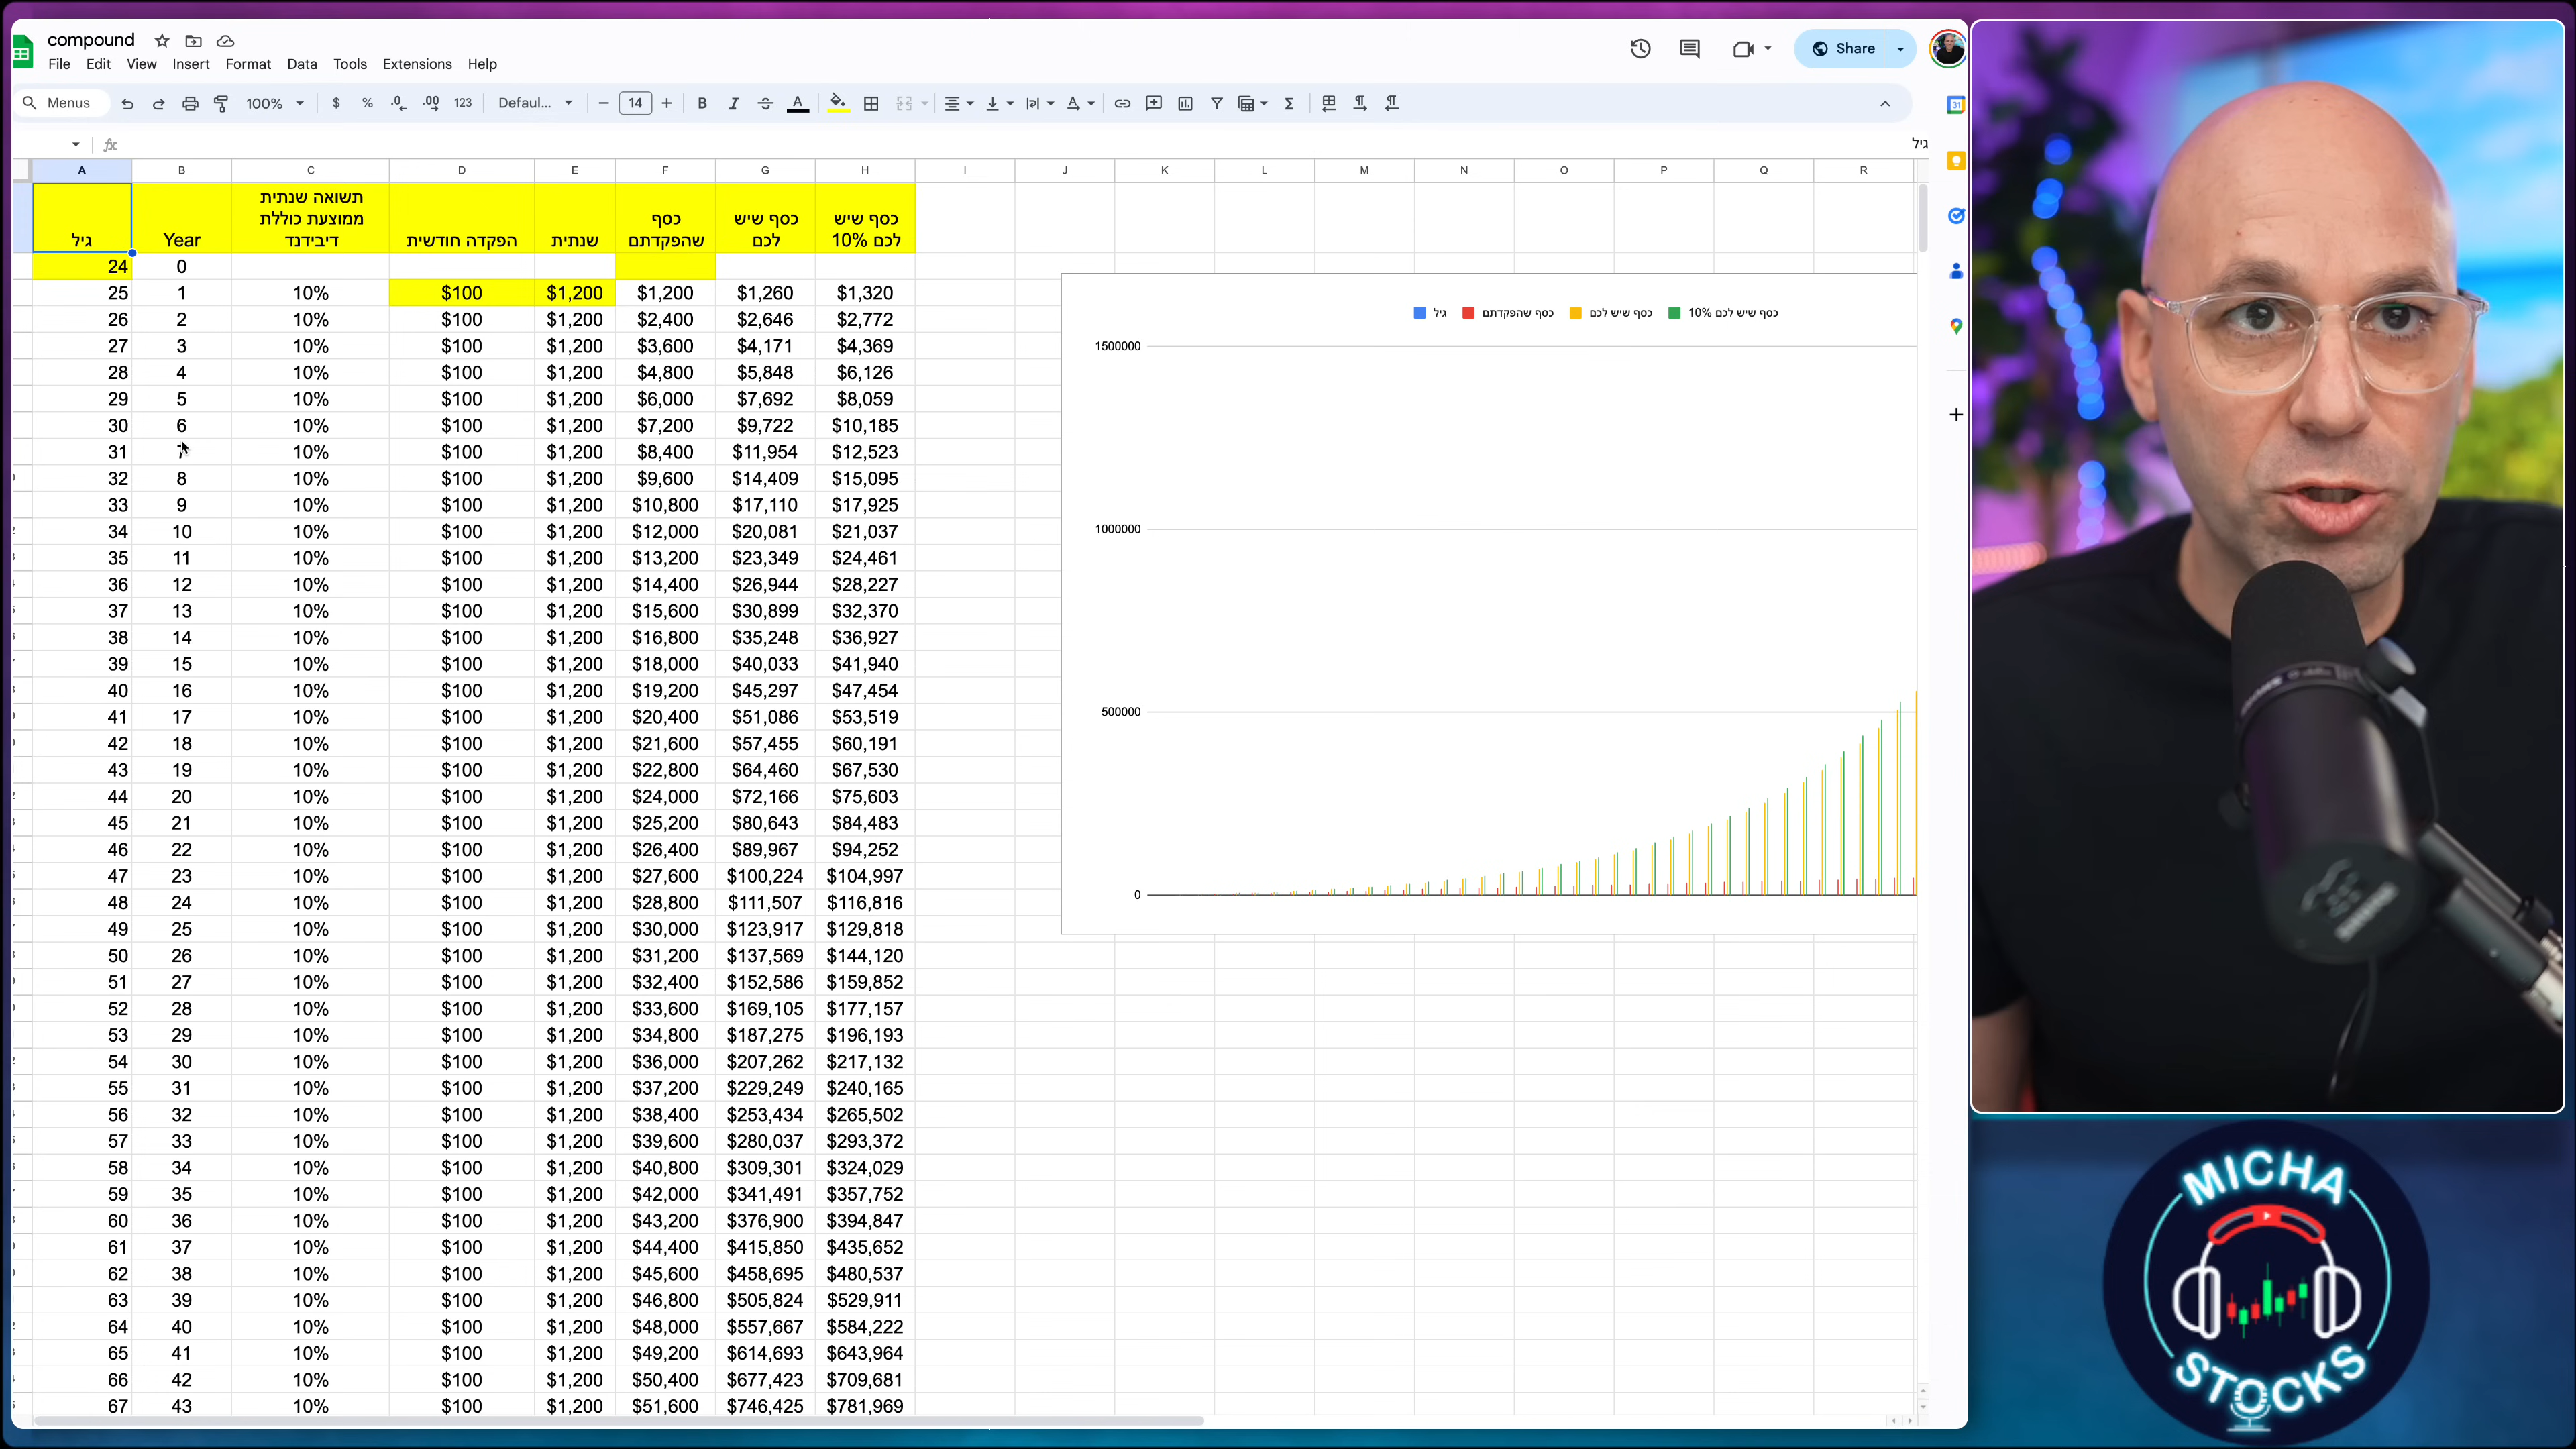 compound
File Edit View Insert Format Data Tools Extensions Help
Share
Menus 100% $ % .0 .00 123 Defaul... 14 B I A
fx גיל
A B C D E F G H I J K L M N O P Q R
גיל
Year
תשואה שנתית
ממוצעת כוללת
דיבידנד
הפקדה חודשית
שנתית
כסף
שהפקדתם
כסף שיש
לכם
כסף שיש
לכם 10%
24 0
25 1 10% $100 $1,200 $1,200 $1,260 $1,320
26 2 10% $100 $1,200 $2,400 $2,646 $2,772
27 3 10% $100 $1,200 $3,600 $4,171 $4,369
28 4 10% $100 $1,200 $4,800 $5,848 $6,126
29 5 10% $100 $1,200 $6,000 $7,692 $8,059
30 6 10% $100 $1,200 $7,200 $9,722 $10,185
31 7 10% $100 $1,200 $8,400 $11,954 $12,523
32 8 10% $100 $1,200 $9,600 $14,409 $15,095
33 9 10% $100 $1,200 $10,800 $17,110 $17,925
34 10 10% $100 $1,200 $12,000 $20,081 $21,037
35 11 10% $100 $1,200 $13,200 $23,349 $24,461
36 12 10% $100 $1,200 $14,400 $26,944 $28,227
37 13 10% $100 $1,200 $15,600 $30,899 $32,370
38 14 10% $100 $1,200 $16,800 $35,248 $36,927
39 15 10% $100 $1,200 $18,000 $40,033 $41,940
40 16 10% $100 $1,200 $19,200 $45,297 $47,454
41 17 10% $100 $1,200 $20,400 $51,086 $53,519
42 18 10% $100 $1,200 $21,600 $57,455 $60,191
43 19 10% $100 $1,200 $22,800 $64,460 $67,530
44 20 10% $100 $1,200 $24,000 $72,166 $75,603
45 21 10% $100 $1,200 $25,200 $80,643 $84,483
46 22 10% $100 $1,200 $26,400 $89,967 $94,252
47 23 10% $100 $1,200 $27,600 $100,224 $104,997
48 24 10% $100 $1,200 $28,800 $111,507 $116,816
49 25 10% $100 $1,200 $30,000 $123,917 $129,818
50 26 10% $100 $1,200 $31,200 $137,569 $144,120
51 27 10% $100 $1,200 $32,400 $152,586 $159,852
52 28 10% $100 $1,200 $33,600 $169,105 $177,157
53 29 10% $100 $1,200 $34,800 $187,275 $196,193
54 30 10% $100 $1,200 $36,000 $207,262 $217,132
55 31 10% $100 $1,200 $37,200 $229,249 $240,165
56 32 10% $100 $1,200 $38,400 $253,434 $265,502
57 33 10% $100 $1,200 $39,600 $280,037 $293,372
58 34 10% $100 $1,200 $40,800 $309,301 $324,029
59 35 10% $100 $1,200 $42,000 $341,491 $357,752
60 36 10% $100 $1,200 $43,200 $376,900 $394,847
61 37 10% $100 $1,200 $44,400 $415,850 $435,652
62 38 10% $100 $1,200 $45,600 $458,695 $480,537
63 39 10% $100 $1,200 $46,800 $505,824 $529,911
64 40 10% $100 $1,200 $48,000 $557,667 $584,222
65 41 10% $100 $1,200 $49,200 $614,693 $643,964
66 42 10% $100 $1,200 $50,400 $677,423 $709,681
67 43 10% $100 $1,200 $51,600 $746,425 $781,969
גיל כסף שהפקדתם כסף שיש לכם כסף שיש לכם 10%
1500000
1000000
500000
0
31
MICHA
STOCKS